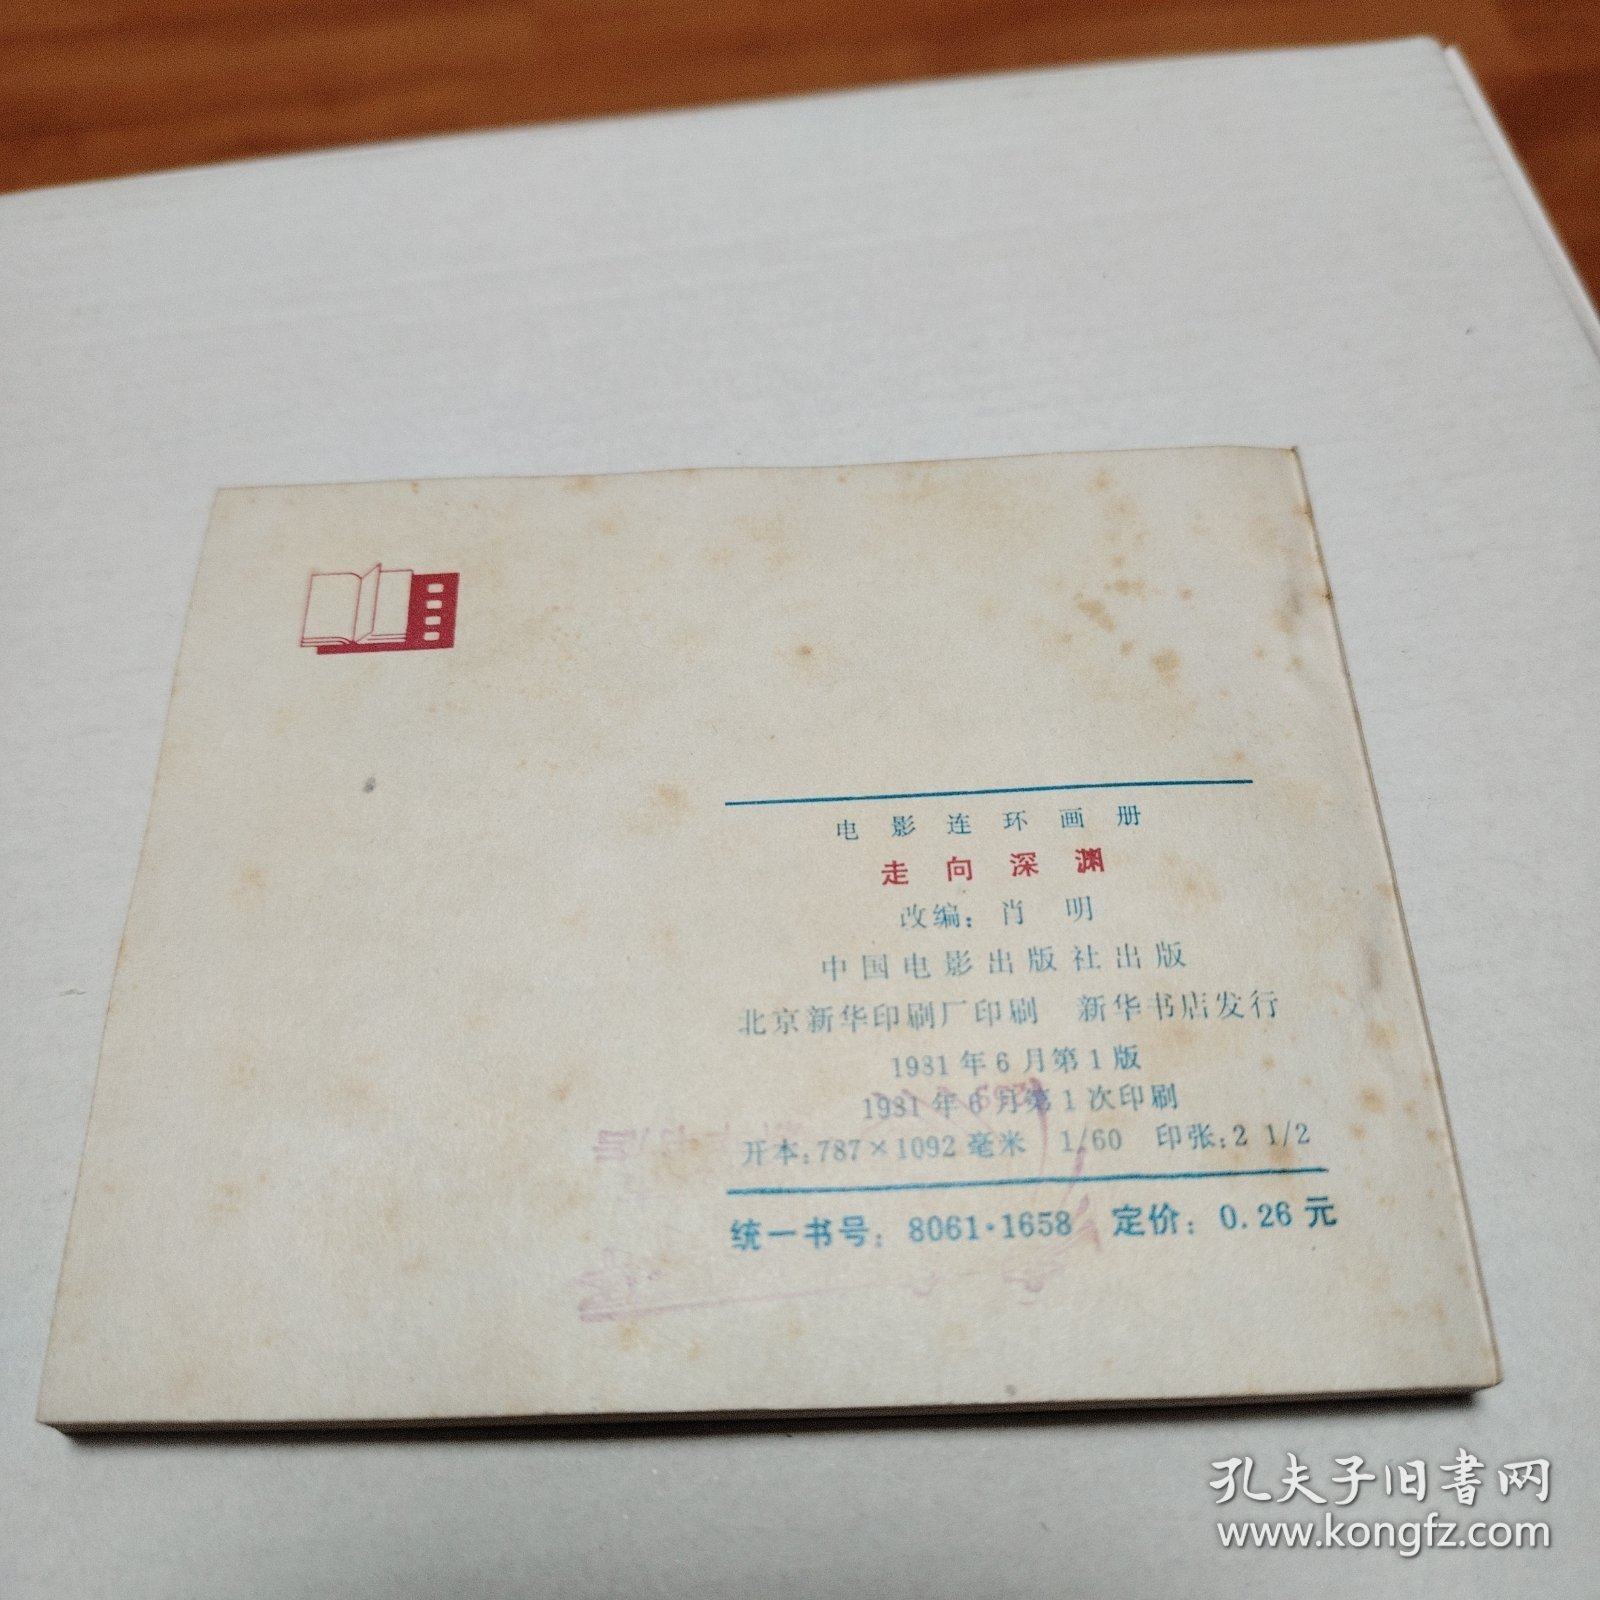 电影连环画册
走向深渊
改编：肖 明
中国电影出版社出版
北京新华印刷厂印刷 新华书店发行
1981年6月第1版
1981年6月第1次印刷
开本：787×1092毫米 1/60 印张：2 1/2
统一书号：8061·1658 定价：0.26元
孔夫子旧书网
www.kongfz.com